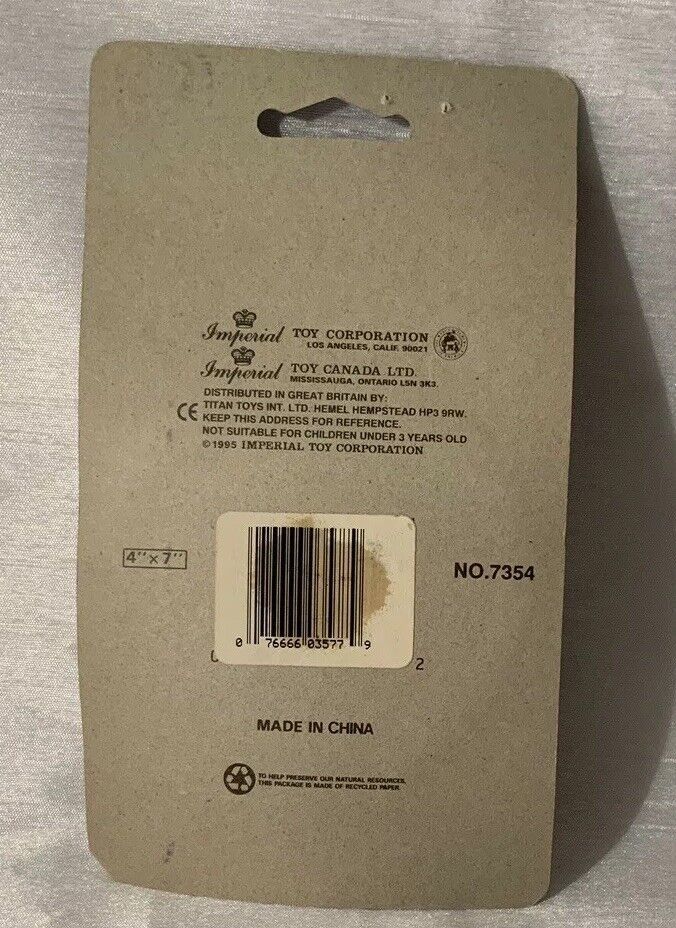 Imperial TOY CORPORATION
LOS ANGELES, CALIF. 90021
Imperial TOY CANADA LTD.
MISSISSAUGA, ONTARIO L5N 3K3.
DISTRIBUTED IN GREAT BRITAIN BY:
TITAN TOYS INT. LTD. HEMEL HEMPSTEAD HP3 9RW.
CE KEEP THIS ADDRESS FOR REFERENCE.
NOT SUITABLE FOR CHILDREN UNDER 3 YEARS OLD
©1995 IMPERIAL TOY CORPORATION
4"×7"
NO.7354
0 76666 03577 9
2
MADE IN CHINA
TO HELP PRESERVE OUR NATURAL RESOURCES,
THIS PACKAGE IS MADE OF RECYCLED PAPER.